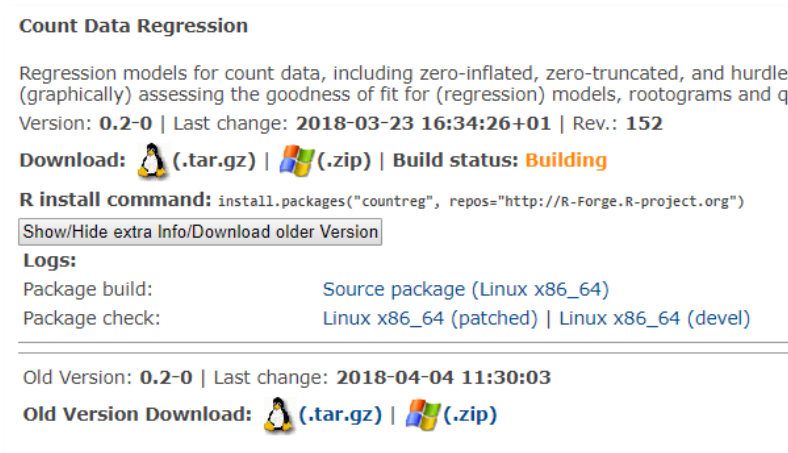 Count Data Regression
Regression models for count data, including zero-inflated, zero-truncated, and hurdle
(graphically) assessing the goodness of fit for (regression) models, rootograms and q
Version: 0.2-0 | Last change: 2018-03-23 16:34:26+01 | Rev.: 152
Download: (.tar.gz) | (.zip) | Build status: Building
R install command: install.packages("countreg", repos="http://R-Forge.R-project.org")
Show/Hide extra Info/Download older Version
Logs:
Package build: Source package (Linux x86_64)
Package check: Linux x86_64 (patched) | Linux x86_64 (devel)
Old Version: 0.2-0 | Last change: 2018-04-04 11:30:03
Old Version Download: (.tar.gz) | (.zip)